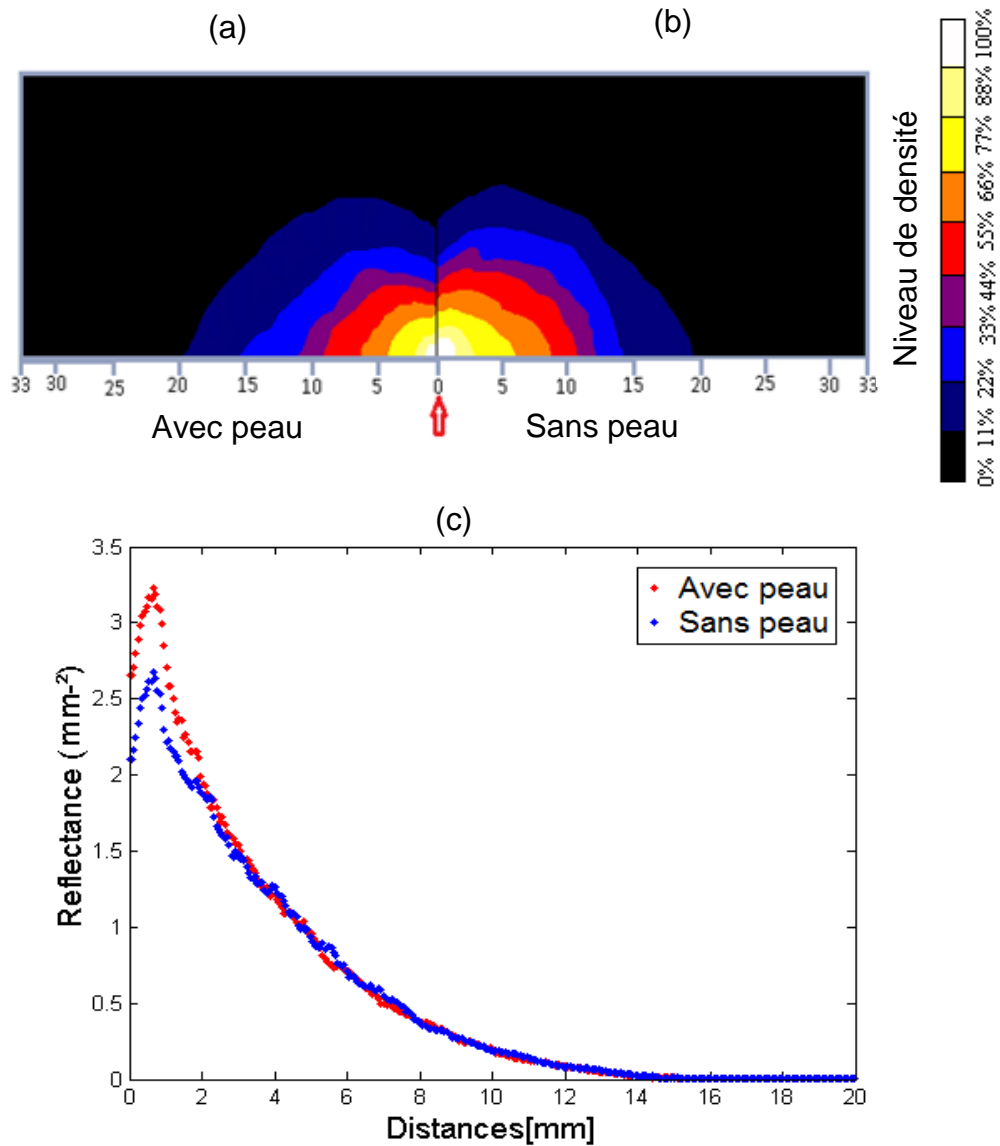 (a) (b)
33 30 25 20 15 10 5 0 5 10 15 20 25 30 33
Avec peau Sans peau
Niveau de densité
0% 11% 22% 33% 44% 55% 66% 77% 88% 100%
(c)
3.5
3
2.5
2
1.5
1
0.5
0
Reflectance (mm-²)
Avec peau
Sans peau
0 2 4 6 8 10 12 14 16 18 20
Distances[mm]